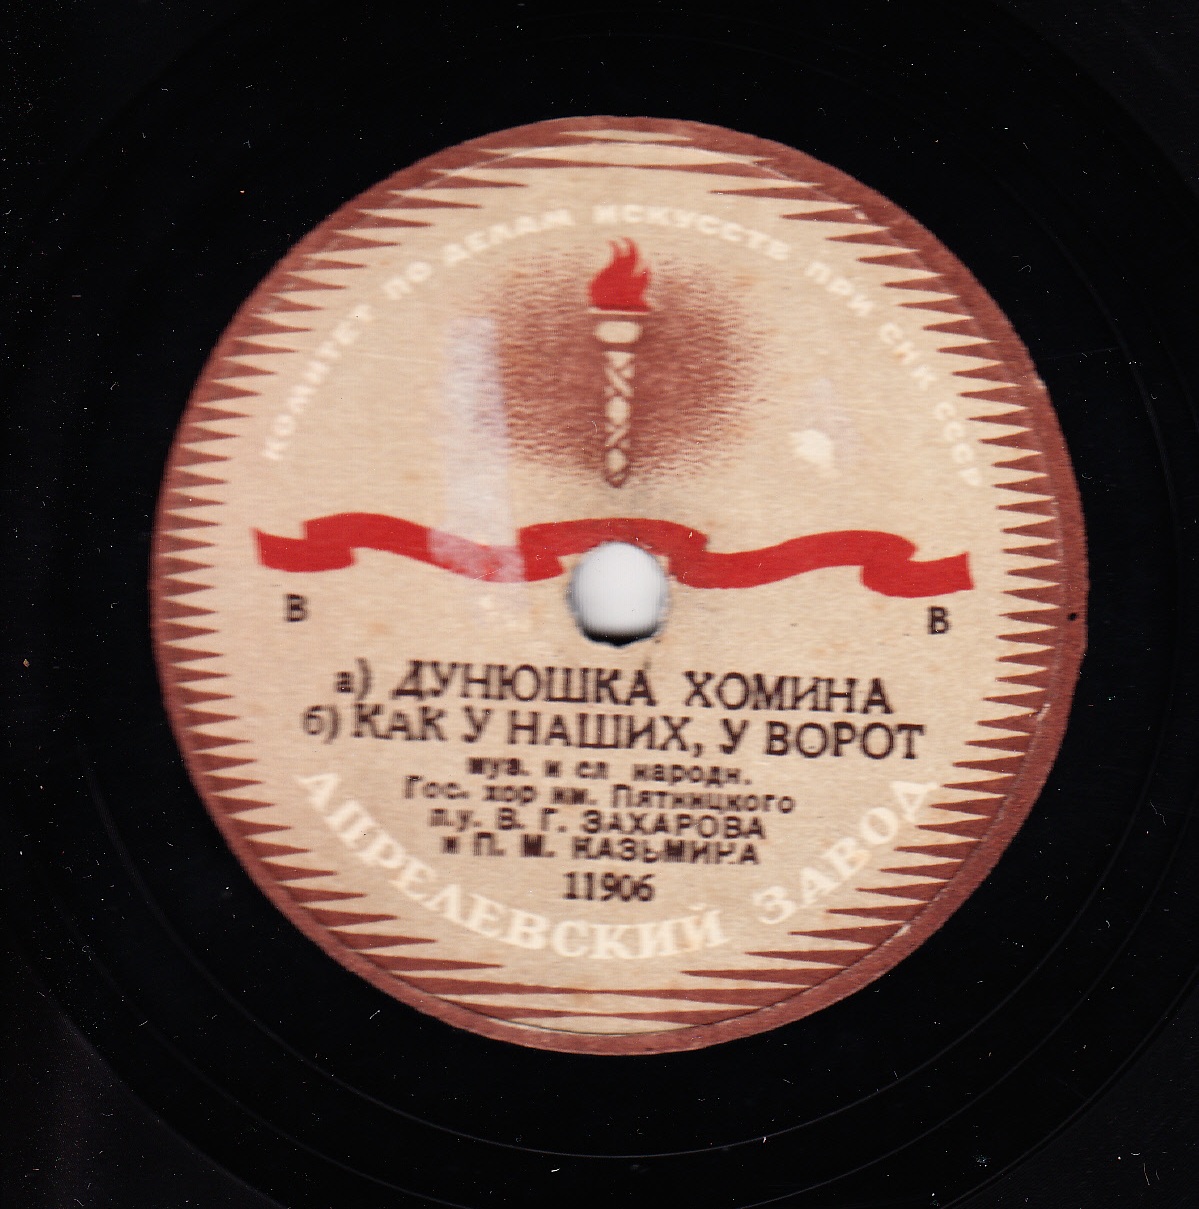 КОМИТЕТ ПО ДЕЛАМ ИСКУССТВ ПРИ СНК СССР
В
В
а) ДУНЮШКА ХОМИНА
б) КАК У НАШИХ, У ВОРОТ
муз. и сл народн.
Гос. хор им. Пятницкого
п.у. В. Г. ЗАХАРОВА
и П. М. КАЗЬМИНА
11906
АПРЕЛЕВСКИЙ ЗАВОД